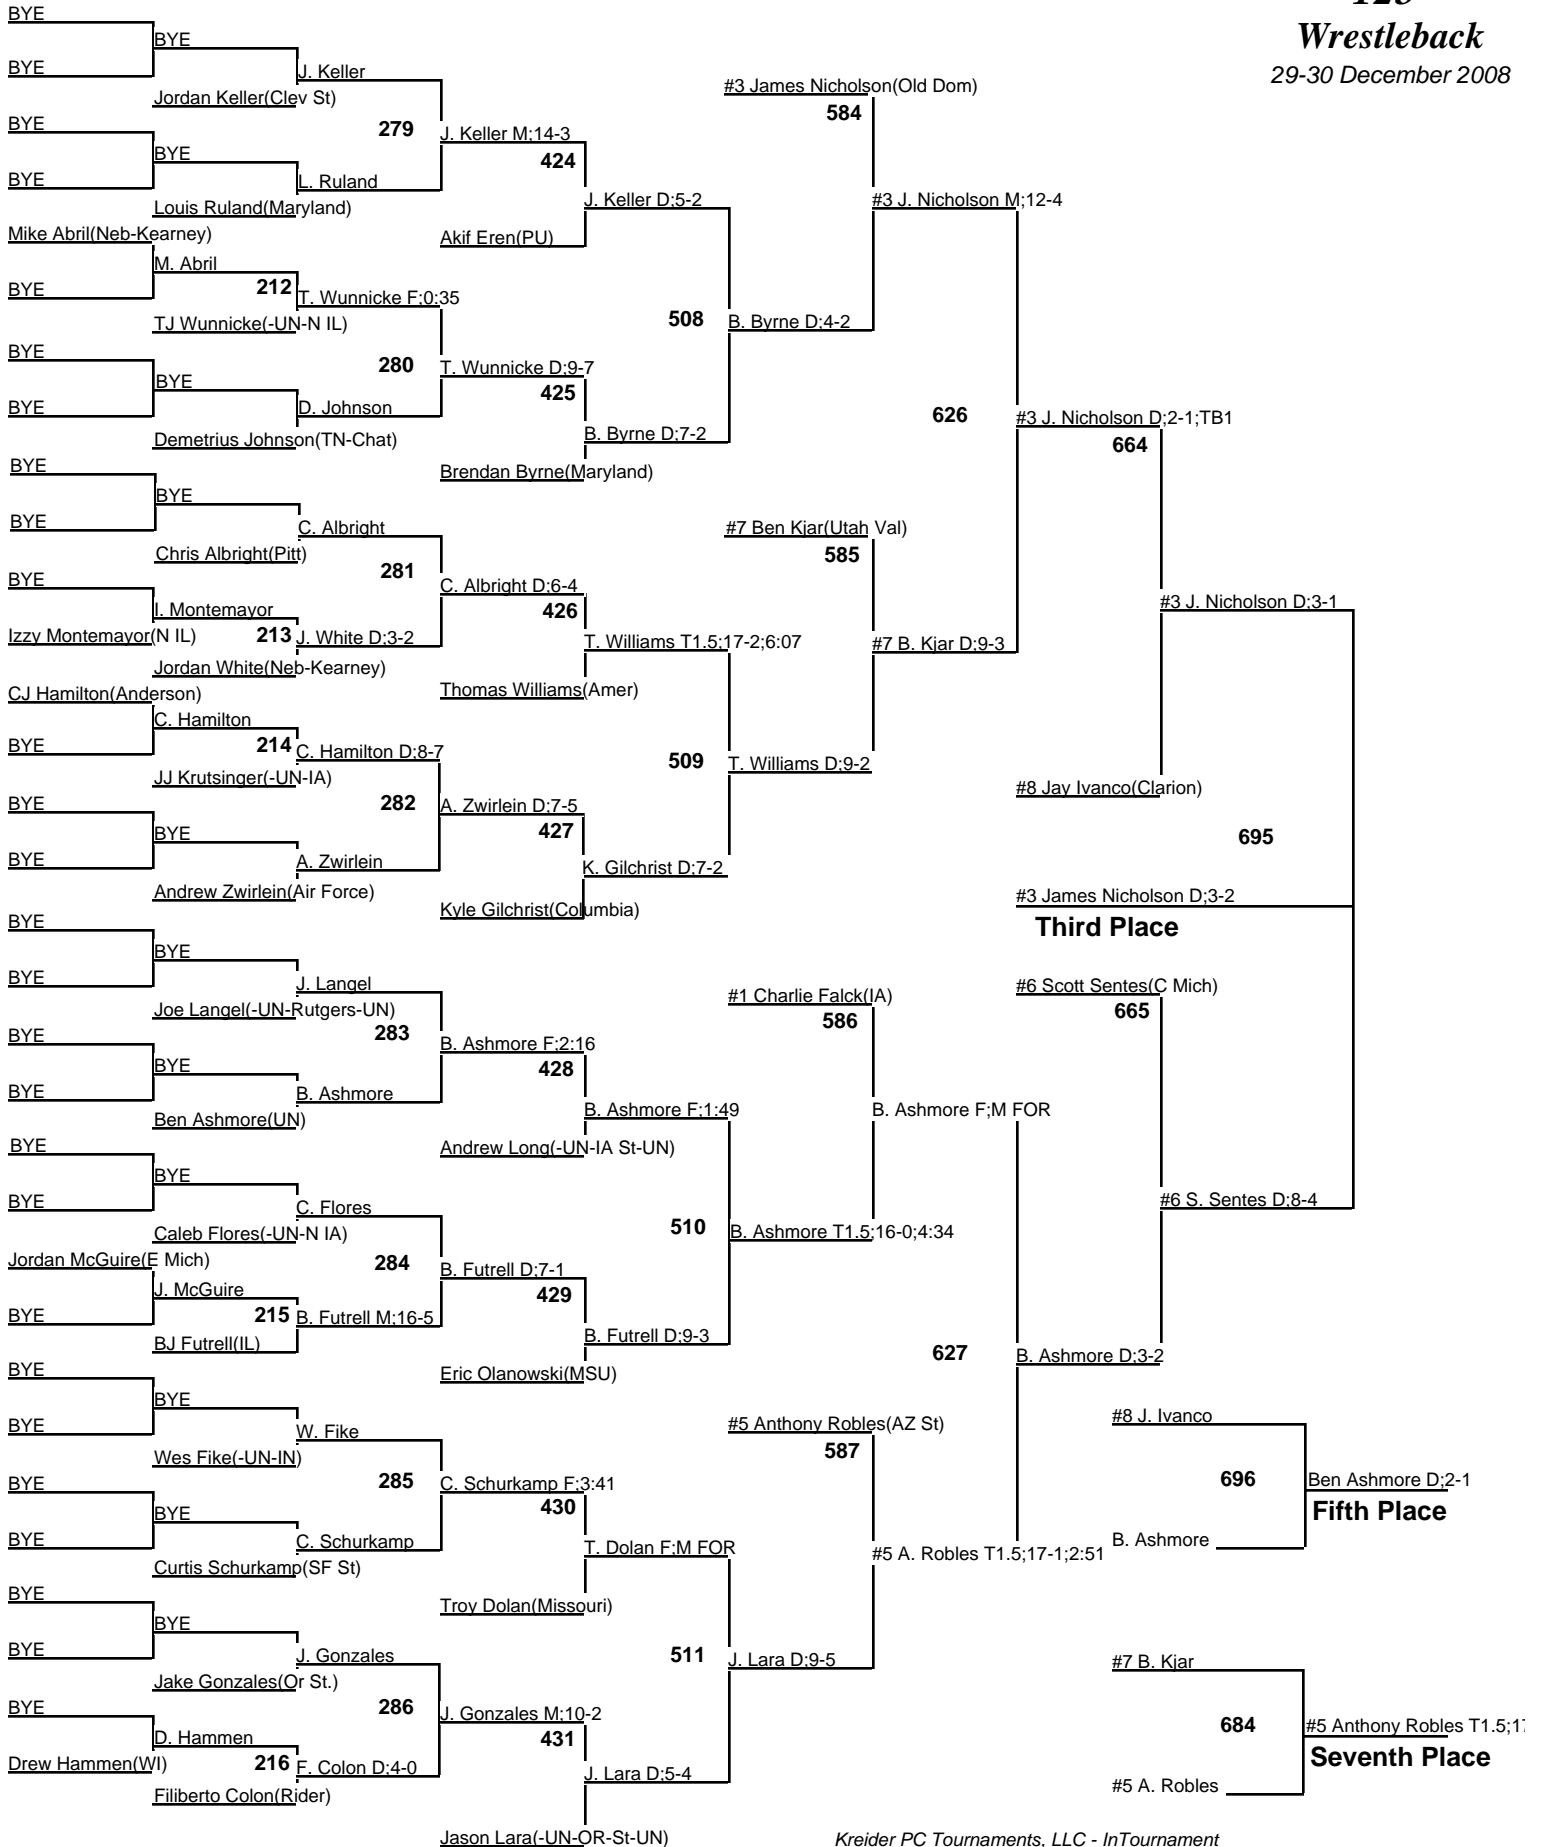 Wrestleback
29-30 December 2008
BYE
BYE
BYE
J. Keller
BYE
Jordan Keller(Clev St)
#3 James Nicholson(Old Dom)
584
BYE
279
J. Keller M;14-3
BYE
424
L. Ruland
BYE
Louis Ruland(Maryland)
J. Keller D;5-2
#3 J. Nicholson M;12-4
Mike Abril(Neb-Kearney)
Akif Eren(PU)
M. Abril
BYE
212
T. Wunnicke F;0:35
TJ Wunnicke(-UN-N IL)
508
B. Byrne D;4-2
BYE
280
T. Wunnicke D;9-7
BYE
425
BYE
D. Johnson
626
#3 J. Nicholson D;2-1;TB1
Demetrius Johnson(TN-Chat)
B. Byrne D;7-2
664
BYE
Brendan Byrne(Maryland)
BYE
BYE
C. Albright
#7 Ben Kjar(Utah Val)
Chris Albright(Pitt)
585
BYE
281
C. Albright D;6-4
I. Montemayor
426
#3 J. Nicholson D;3-1
Izzy Montemayor(N IL)
213
J. White D;3-2
T. Williams T1.5;17-2;6:07
#7 B. Kjar D;9-3
Jordan White(Neb-Kearney)
CJ Hamilton(Anderson)
Thomas Williams(Amer)
C. Hamilton
BYE
214
C. Hamilton D;8-7
JJ Krutsinger(-UN-IA)
509
T. Williams D;9-2
#8 Jay Ivanco(Clarion)
BYE
282
A. Zwirlein D;7-5
BYE
427
695
BYE
A. Zwirlein
K. Gilchrist D;7-2
Andrew Zwirlein(Air Force)
#3 James Nicholson D;3-2
Kyle Gilchrist(Columbia)
Third Place
BYE
BYE
BYE
J. Langel
#1 Charlie Falck(IA)
#6 Scott Sentes(C Mich)
Joe Langel(-UN-Rutgers-UN)
586
665
BYE
283
B. Ashmore F;2:16
BYE
428
BYE
B. Ashmore
B. Ashmore F;1:49
B. Ashmore F;M FOR
Ben Ashmore(UN)
BYE
Andrew Long(-UN-IA St-UN)
BYE
BYE
C. Flores
#6 S. Sentes D;8-4
Caleb Flores(-UN-N IA)
510
B. Ashmore T1.5;16-0;4:34
Jordan McGuire(E Mich)
284
B. Futrell D;7-1
J. McGuire
429
BYE
215
B. Futrell M;16-5
BJ Futrell(IL)
B. Futrell D;9-3
627
B. Ashmore D;3-2
BYE
Eric Olanowski(MSU)
BYE
BYE
W. Fike
#5 Anthony Robles(AZ St)
#8 J. Ivanco
Wes Fike(-UN-IN)
587
BYE
285
C. Schurkamp F;3:41
696
Ben Ashmore D;2-1
BYE
430
Fifth Place
BYE
C. Schurkamp
T. Dolan F;M FOR
#5 A. Robles T1.5;17-1;2:51
B. Ashmore
Curtis Schurkamp(SF St)
BYE
Troy Dolan(Missouri)
BYE
BYE
J. Gonzales
511
J. Lara D;9-5
#7 B. Kjar
Jake Gonzales(Or St.)
BYE
286
J. Gonzales M;10-2
684
#5 Anthony Robles T1.5;1
D. Hammen
431
Seventh Place
Drew Hammen(WI)
216
F. Colon D;4-0
J. Lara D;5-4
#5 A. Robles
Filiberto Colon(Rider)
Jason Lara(-UN-OR-St-UN)
Kreider PC Tournaments, LLC - InTournament